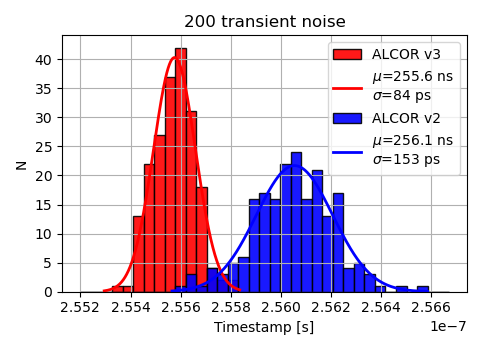 200 transient noise
N
40
35
30
25
20
15
10
5
0
ALCOR v3
μ=255.6 ns
σ=84 ps
ALCOR v2
μ=256.1 ns
σ=153 ps
2.552 2.554 2.556 2.558 2.560 2.562 2.564 2.566
1e−7
Timestamp [s]